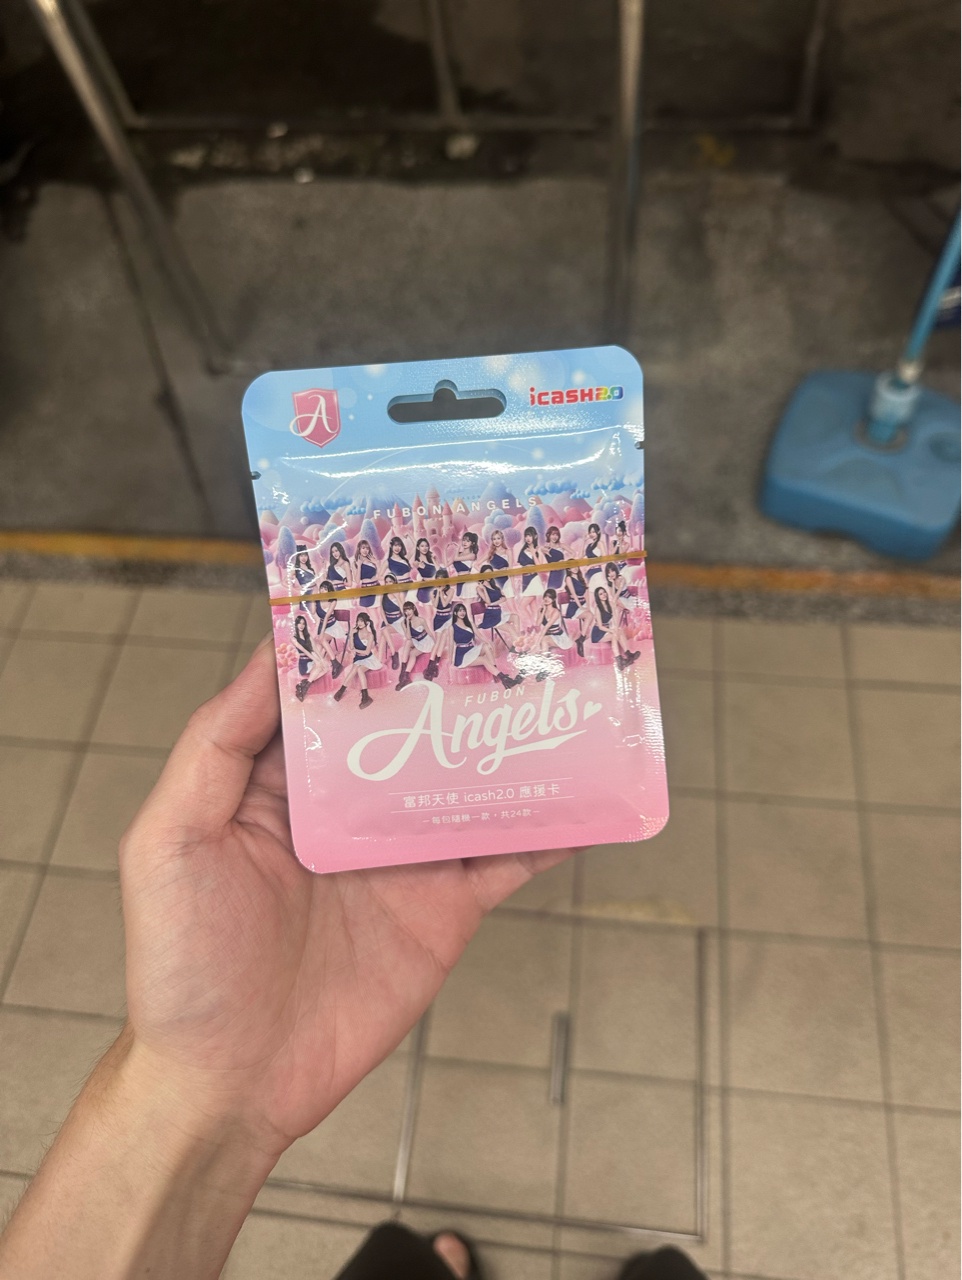 A
icash2.0
FUBON ANGELS
FUBON
Angels
富邦天使 icash2.0 應援卡
－每包隨機一款，共24款－